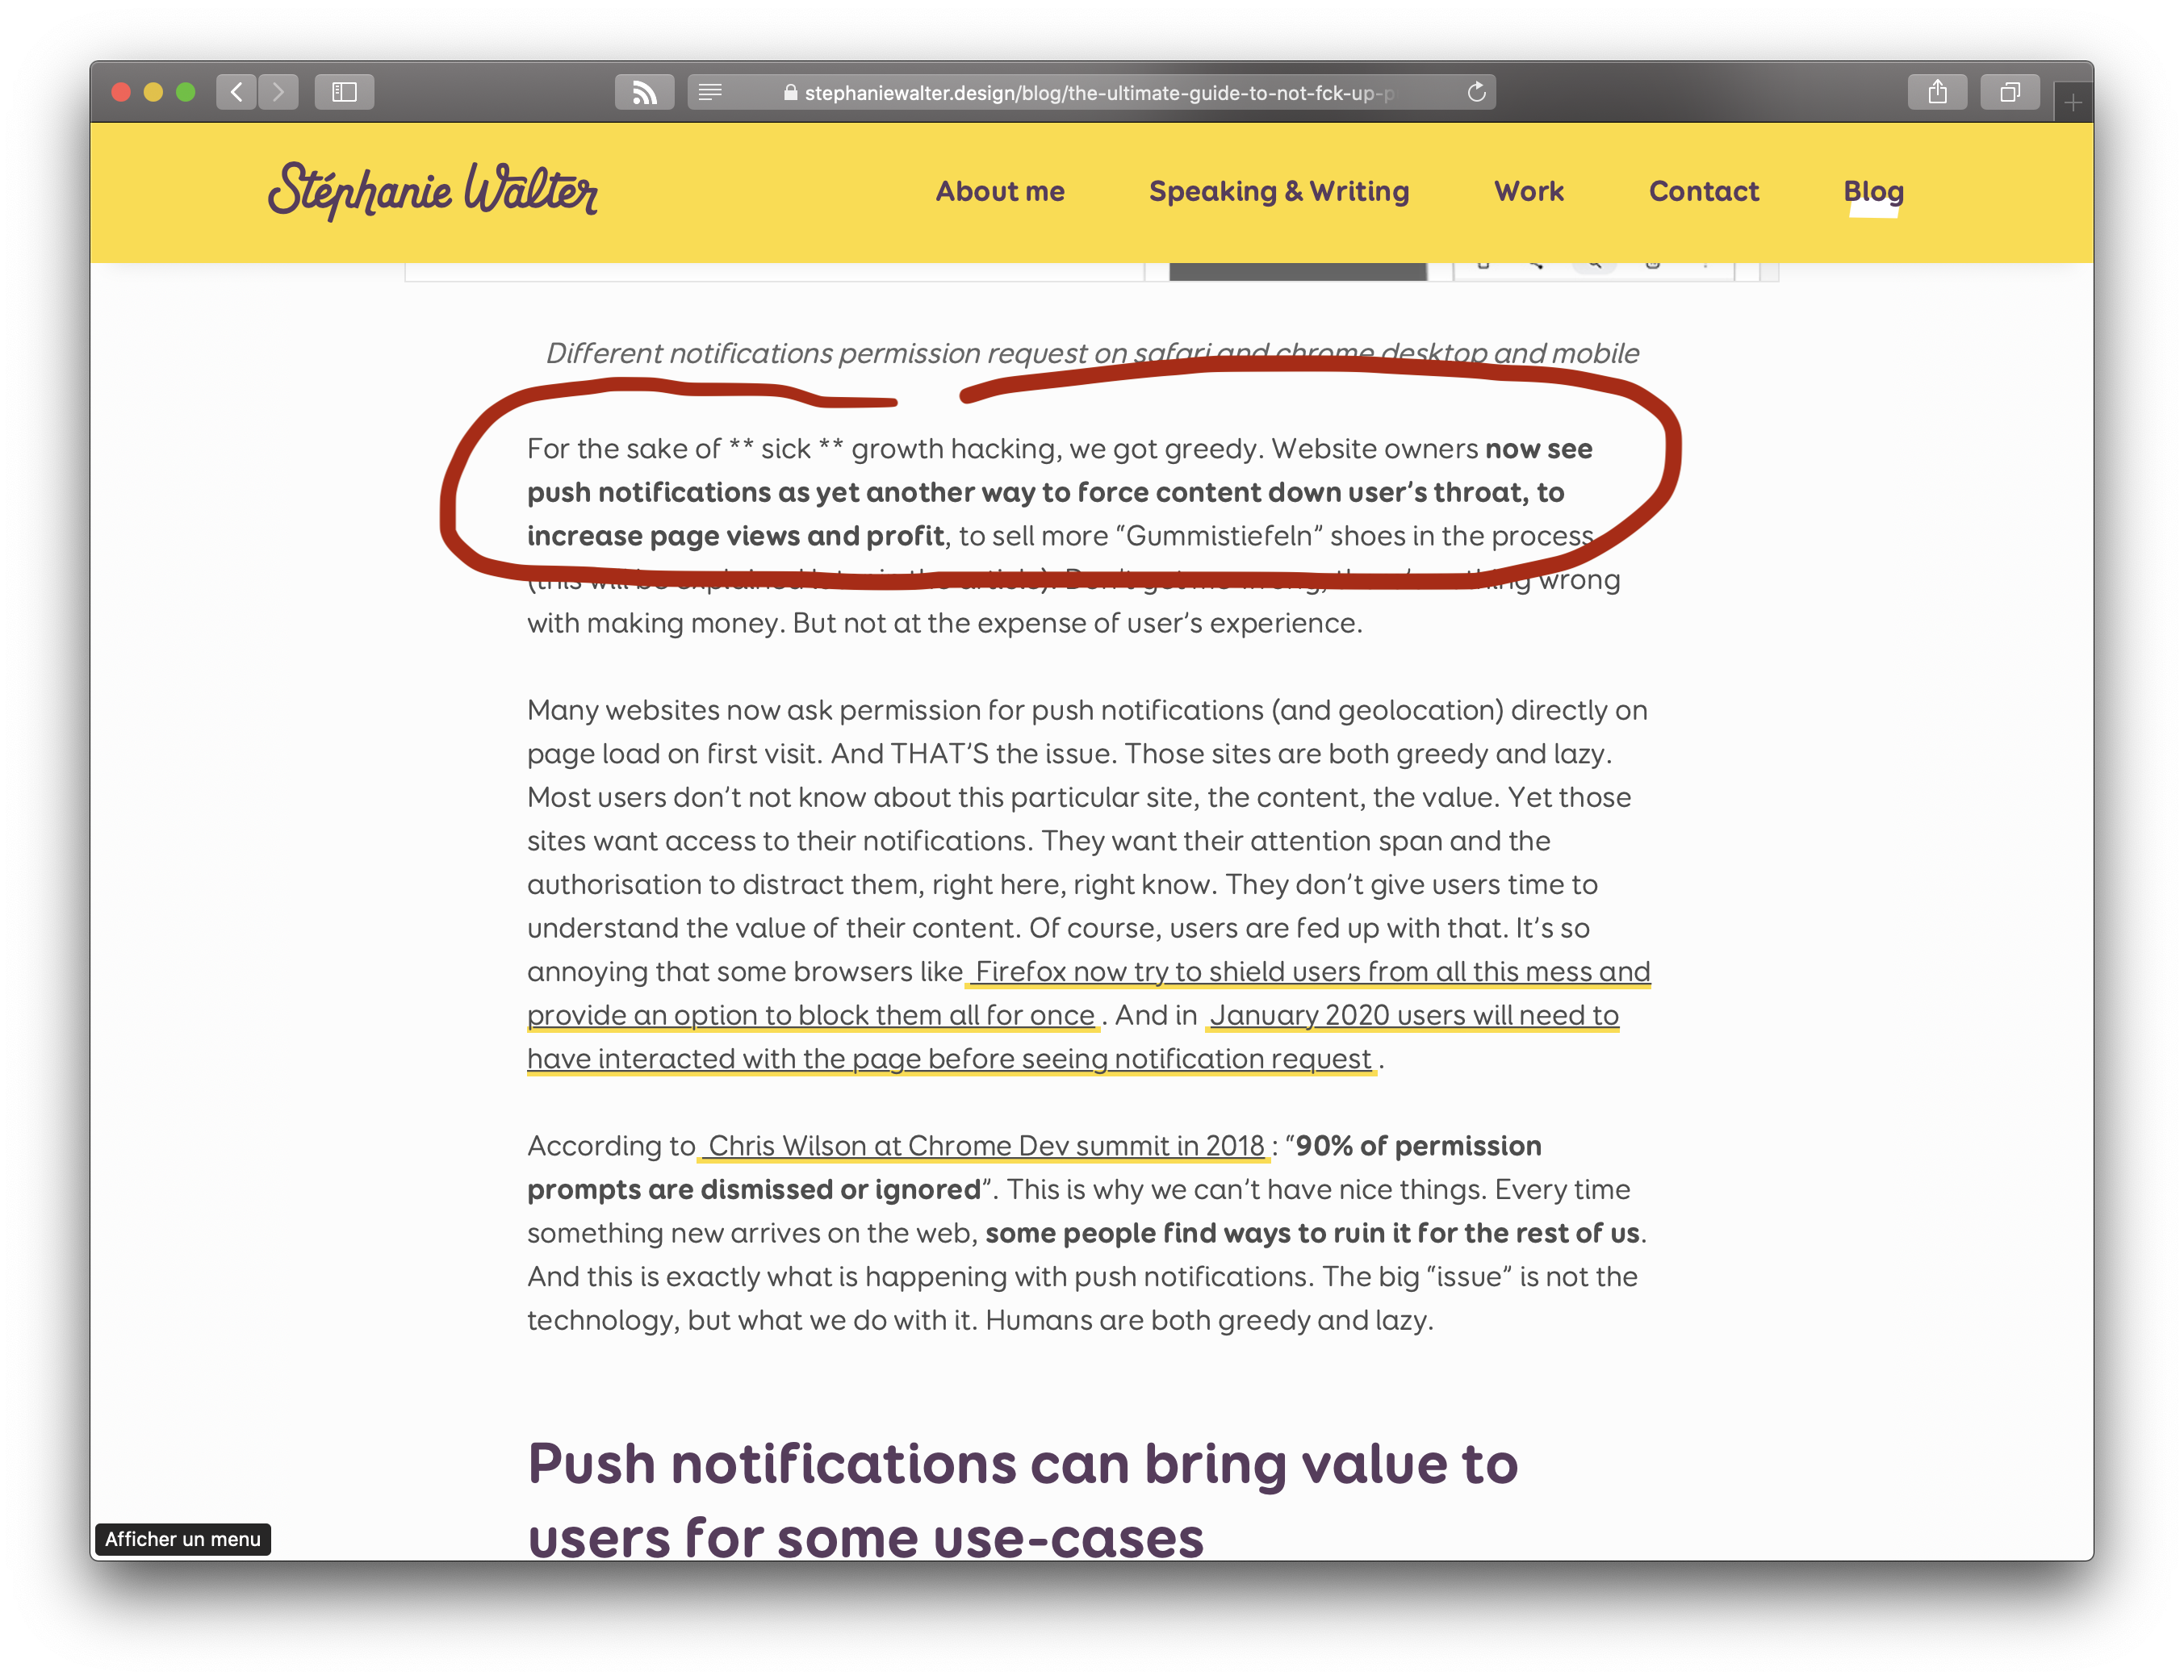 stephaniewalter.design/blog/the-ultimate-guide-to-not-fck-up-p
Stéphanie Walter
About me
Speaking & Writing
Work
Contact
Blog
Different notifications permission request on safari and chrome desktop and mobile
For the sake of ** sick ** growth hacking, we got greedy. Website owners now see
push notifications as yet another way to force content down user’s throat, to
increase page views and profit, to sell more “Gummistiefeln” shoes in the process
(this will be explained later in the article). Don’t get me wrong, there’s nothing wrong
with making money. But not at the expense of user’s experience.
Many websites now ask permission for push notifications (and geolocation) directly on
page load on first visit. And THAT’S the issue. Those sites are both greedy and lazy.
Most users don’t not know about this particular site, the content, the value. Yet those
sites want access to their notifications. They want their attention span and the
authorisation to distract them, right here, right know. They don’t give users time to
understand the value of their content. Of course, users are fed up with that. It’s so
annoying that some browsers like Firefox now try to shield users from all this mess and
provide an option to block them all for once . And in January 2020 users will need to
have interacted with the page before seeing notification request .
According to Chris Wilson at Chrome Dev summit in 2018 : “90% of permission
prompts are dismissed or ignored”. This is why we can’t have nice things. Every time
something new arrives on the web, some people find ways to ruin it for the rest of us.
And this is exactly what is happening with push notifications. The big “issue” is not the
technology, but what we do with it. Humans are both greedy and lazy.
Push notifications can bring value to
users for some use-cases
Afficher un menu